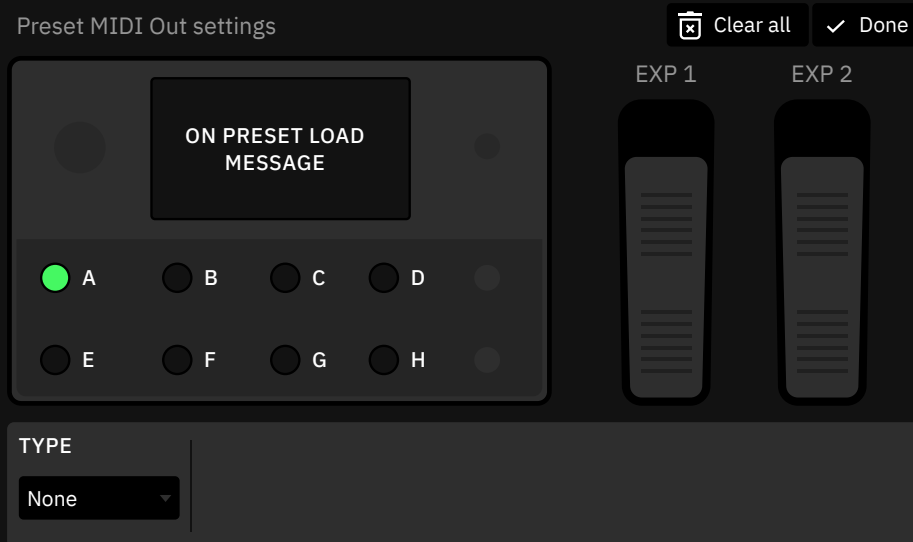 Preset MIDI Out settings
Clear all
Done
EXP 1
EXP 2
ON PRESET LOAD
MESSAGE
A
B
C
D
E
F
G
H
TYPE
None